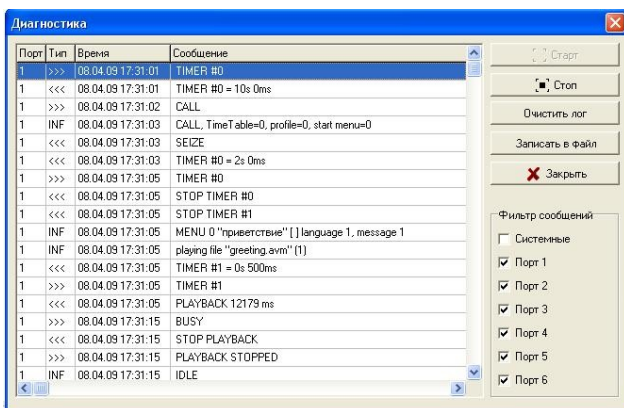 Диагностика
Порт Тип Время Сообщение
1 >>> 08.04.09 17:31:01 TIMER #0
1 <<< 08.04.09 17:31:01 TIMER #0 = 10s 0ms
1 >>> 08.04.09 17:31:02 CALL
1 INF 08.04.09 17:31:03 CALL, TimeTable=0, profile=0, start menu=0
1 <<< 08.04.09 17:31:03 SEIZE
1 <<< 08.04.09 17:31:03 TIMER #0 = 2s 0ms
1 >>> 08.04.09 17:31:05 TIMER #0
1 <<< 08.04.09 17:31:05 STOP TIMER #0
1 <<< 08.04.09 17:31:05 STOP TIMER #1
1 INF 08.04.09 17:31:05 MENU 0 "приветствие" [ ] language 1, message 1
1 INF 08.04.09 17:31:05 playing file "greeting.avm" (1)
1 <<< 08.04.09 17:31:05 TIMER #1 = 0s 500ms
1 >>> 08.04.09 17:31:05 TIMER #1
1 <<< 08.04.09 17:31:05 PLAYBACK 12179 ms
1 >>> 08.04.09 17:31:15 BUSY
1 <<< 08.04.09 17:31:15 STOP PLAYBACK
1 >>> 08.04.09 17:31:15 PLAYBACK STOPPED
1 INF 08.04.09 17:31:15 IDLE
Старт
Стоп
Очистить лог
Записать в файл
Закрыть
Фильтр сообщений
Системные
Порт 1
Порт 2
Порт 3
Порт 4
Порт 5
Порт 6